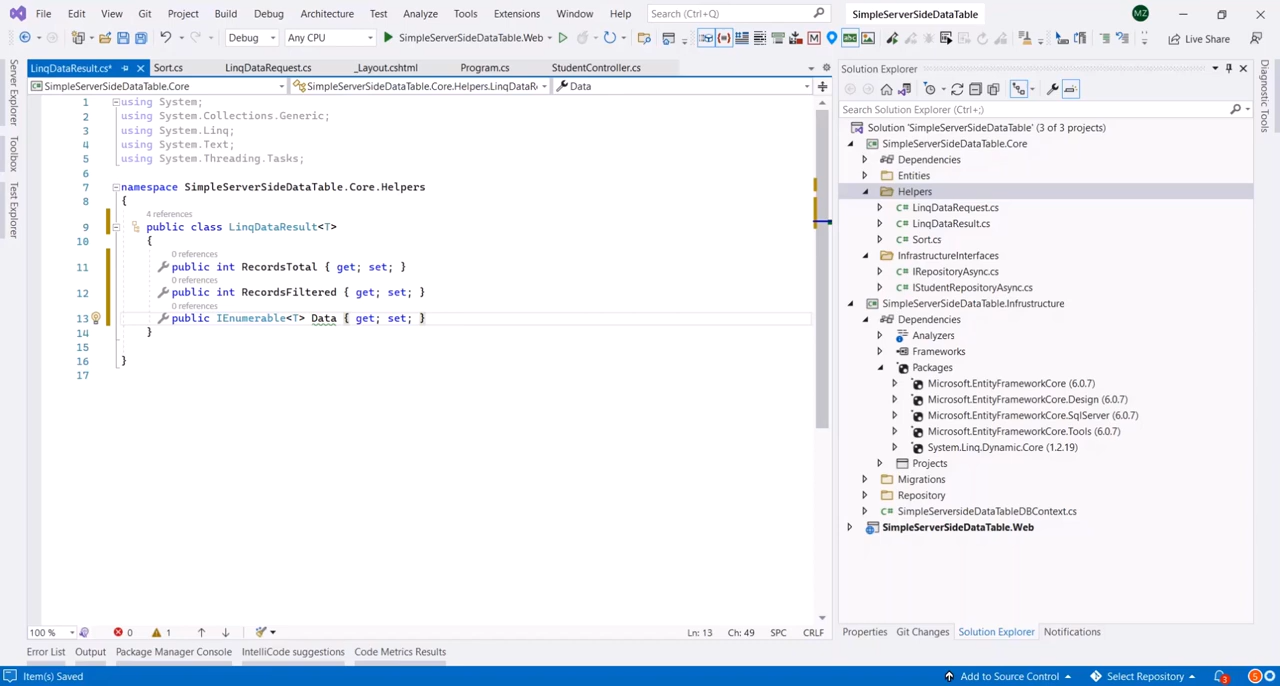 File Edit View Git Project Build Debug Architecture Test Analyze Tools Extensions Window Help Search (Ctrl+Q) SimpleServerSideDataTable MZ
Debug Any CPU SimpleServerSideDataTable.Web Live Share
LinqDataResult.cs* Sort.cs LinqDataRequest.cs _Layout.cshtml Program.cs StudentController.cs
SimpleServerSideDataTable.Core SimpleServerSideDataTable.Core.Helpers.LinqDataR Data
1 using System;
2 using System.Collections.Generic;
3 using System.Linq;
4 using System.Text;
5 using System.Threading.Tasks;
6
7 namespace SimpleServerSideDataTable.Core.Helpers
8 {
4 references
9 public class LinqDataResult<T>
10 {
0 references
11 public int RecordsTotal { get; set; }
0 references
12 public int RecordsFiltered { get; set; }
0 references
13 public IEnumerable<T> Data { get; set; }
14 }
15
16 }
17
100 % 0 1 Ln: 13 Ch: 49 SPC CRLF
Server Explorer
Toolbox
Test Explorer
Solution Explorer
Search Solution Explorer (Ctrl+;)
Solution 'SimpleServerSideDataTable' (3 of 3 projects)
SimpleServerSideDataTable.Core
Dependencies
Entities
Helpers
LinqDataRequest.cs
LinqDataResult.cs
Sort.cs
InfrastructureInterfaces
IRepositoryAsync.cs
IStudentRepositoryAsync.cs
SimpleServerSideDataTable.Infrustructure
Dependencies
Analyzers
Frameworks
Packages
Microsoft.EntityFrameworkCore (6.0.7)
Microsoft.EntityFrameworkCore.Design (6.0.7)
Microsoft.EntityFrameworkCore.SqlServer (6.0.7)
Microsoft.EntityFrameworkCore.Tools (6.0.7)
System.Linq.Dynamic.Core (1.2.19)
Projects
Migrations
Repository
SimpleServersideDataTableDBContext.cs
SimpleServerSideDataTable.Web
Diagnostic Tools
Properties Git Changes Solution Explorer Notifications
Error List Output Package Manager Console IntelliCode suggestions Code Metrics Results
Item(s) Saved Add to Source Control Select Repository 3 5